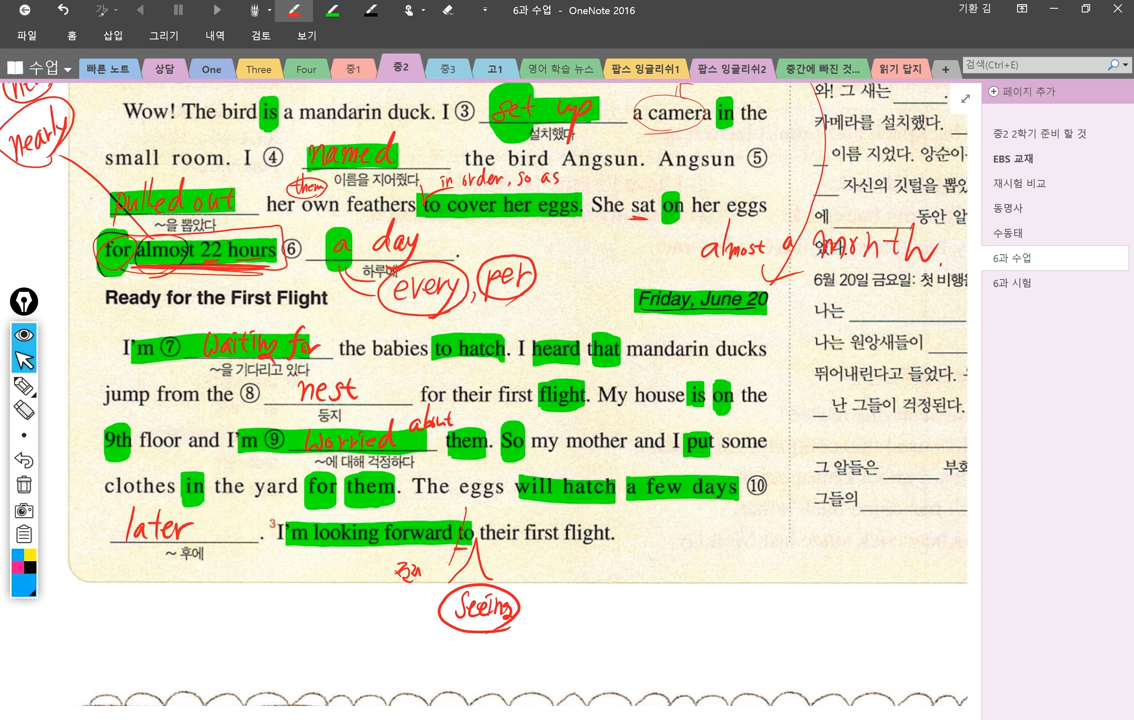 6과 수업 - OneNote 2016
기환 김
파일 홈 삽입 그리기 내역 검토 보기
수업 빠른 노트 상담 One Three Four 중1 중2 중3 고1 영어 학습 뉴스 팝스 잉글리쉬1 팝스 잉글리쉬2 중간에 빠진 것... 읽기 답지 + 검색(Ctrl+E)
페이지 추가
중2 2학기 준비 할 것
EBS 교재
재시험 비교
동명사
수동태
6과 수업
6과 시험
nearly
Wow! The bird is a mandarin duck. I ③ set up a camera in the
설치했다
small room. I ④ named the bird Angsun. Angsun ⑤
이름을 지어줬다
them in order, so as
pulled out her own feathers to cover her eggs. She sat on her eggs
~을 뽑았다
for almost 22 hours ⑥ a day.
하루에
almost a month.
every, per
Ready for the First Flight
Friday, June 20
I'm ⑦ waiting for the babies to hatch. I heard that mandarin ducks
~을 기다리고 있다
jump from the ⑧ nest for their first flight. My house is on the
둥지
about
9th floor and I'm ⑨ worried them. So my mother and I put some
~에 대해 걱정하다
clothes in the yard for them. The eggs will hatch a few days ⑩
later. ³I'm looking forward to their first flight.
~ 후에
seeing
와! 그 새는
카메라를 설치했다.
이름 지었다. 앙순이
자신의 깃털을 뽑았
에 동안 알
었다.
6월 20일 금요일: 첫 비행을
나는
나는 원앙새들이
뛰어내린다고 들었다.
난 그들이 걱정된다.
그 알들은 부화
그들의